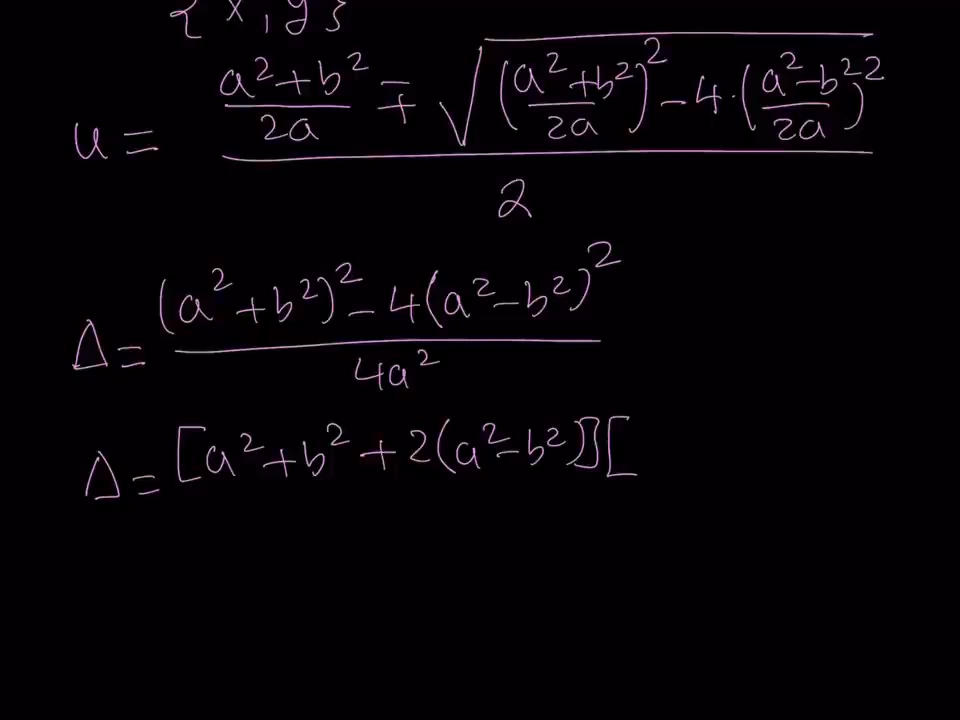 {x, y}
u = (a²+b²)/(2a) ∓ √(((a²+b²)/(2a))² − 4·((a²−b²)/(2a))²) / 2
Δ = ((a²+b²)² − 4(a²−b²)²) / (4a²)
Δ = [a²+b² + 2(a²−b²)][